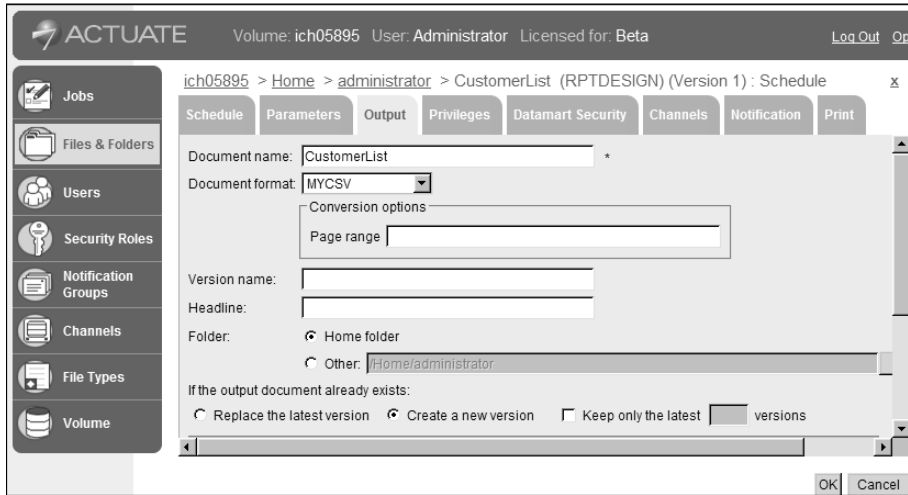 ACTUATE Volume: ich05895 User: Administrator Licensed for: Beta Log Out Op
ich05895 > Home > administrator > CustomerList (RPTDESIGN) (Version 1) : Schedule x
Jobs
Files & Folders
Users
Security Roles
Notification
Groups
Channels
File Types
Volume
Schedule Parameters Output Privileges Datamart Security Channels Notification Print
Document name: CustomerList *
Document format: MYCSV
Conversion options
Page range
Version name:
Headline:
Folder: Home folder
Other: /Home/administrator
If the output document already exists:
Replace the latest version Create a new version Keep only the latest versions
OK Cancel